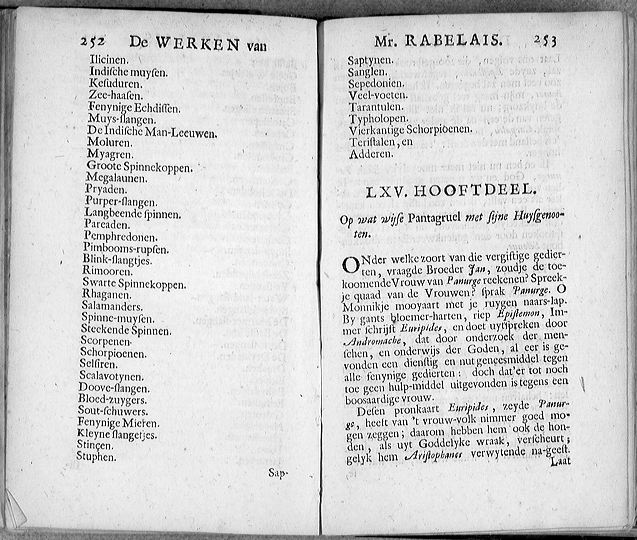 252 De WERKEN van
Ilicinen.
Indiſche muyſen.
Keſuduren.
Zee-haaſen.
Fenynige Echdiſſen.
Muys-ſlangen.
De Indiſche Man-Leeuwen.
Moluren.
Myagren.
Groote Spinnekoppen.
Megalaunen.
Pryaden.
Purper-ſlangen.
Langbeende ſpinnen.
Pareaden.
Pemphredonen.
Pimbooms-rupſen.
Blink-ſlangtjes.
Rimooren.
Swarte Spinnekoppen.
Rhaganen.
Salamanders.
Spinne-muyſen.
Steekende Spinnen.
Scorpenen.
Schorpioenen.
Selſiren.
Scalavotynen.
Doove-ſlangen.
Bloed-zuygers.
Sout-ſchuwers.
Fenynige Mieren.
Kleyne ſlangetjes.
Stinçen.
Stuphen.
Sap-
Mr. RABELAIS. 253
Saptynen.
Sanglen.
Sepedonien.
Veel-voeten.
Tarantulen.
Typholopen.
Vierkantige Schorpioenen.
Teriſtalen, en
Adderen.
LXV. HOOFTDEEL.
Op wat wijſe Pantagruel met ſijne Huyſgenoo-
ten.
ONder welke zoort van die vergiftige gedier-
ten, vraagde Broeder Jan, zoudje de toe-
koomende Vrouw van Panurge reekenen? Spreek-
je quaad van de Vrouwen? ſprak Panurge. O
Monnikje mooyaart met je ruygen naars-lap.
By gants bloemer-harten, riep Epiſtemon, Im-
mer ſchrijft Euripides, en doet uytſpreken door
Andromache, dat door onderzoek der men-
ſchen, en onderwijs der Goden, al eer is ge-
vonden een dienſtig en nut geneesmiddel tegen
alle fenynige gedierten: doch dat'er tot noch
toe geen hulp-middel uitgevonden is tegens een
boosaardige vrouw.
Deſen pronkaart Euripides, zeyde Panur-
ge, heeft van 't vrouw-volk nimmer goed mo-
gen zeggen; daarom hebben hem ook de hon-
den, als uyt Goddelyke wraak, verſcheurt;
gelyk hem Ariſtophanes verwytende na-geeft.
Laat